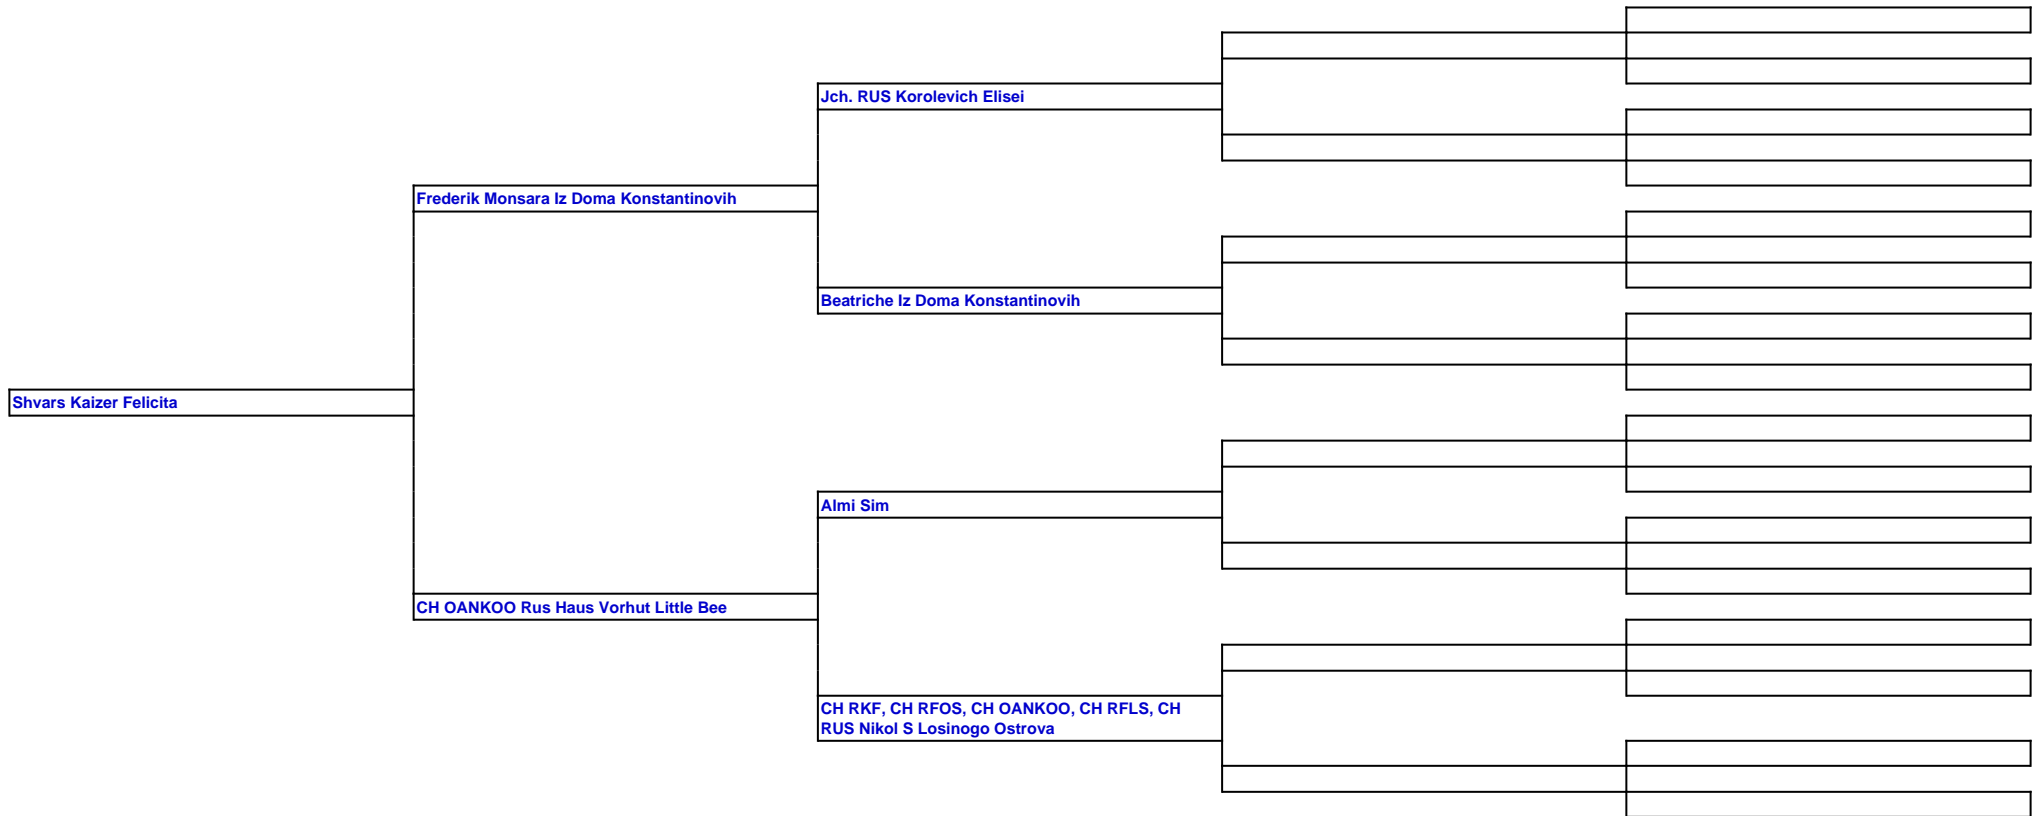 Jch. RUS Korolevich Elisei
Frederik Monsara Iz Doma Konstantinovih
Beatriche Iz Doma Konstantinovih
Shvars Kaizer Felicita
Almi Sim
CH OANKOO Rus Haus Vorhut Little Bee
CH RKF, CH RFOS, CH OANKOO, CH RFLS, CH
RUS Nikol S Losinogo Ostrova